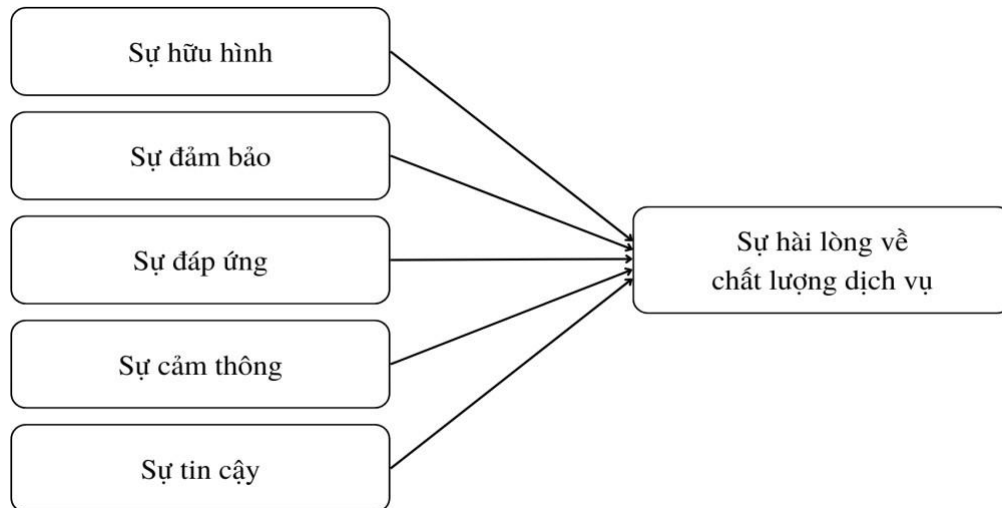 Sự hữu hình
Sự đảm bảo
Sự đáp ứng
Sự cảm thông
Sự tin cậy
Sự hài lòng về
chất lượng dịch vụ